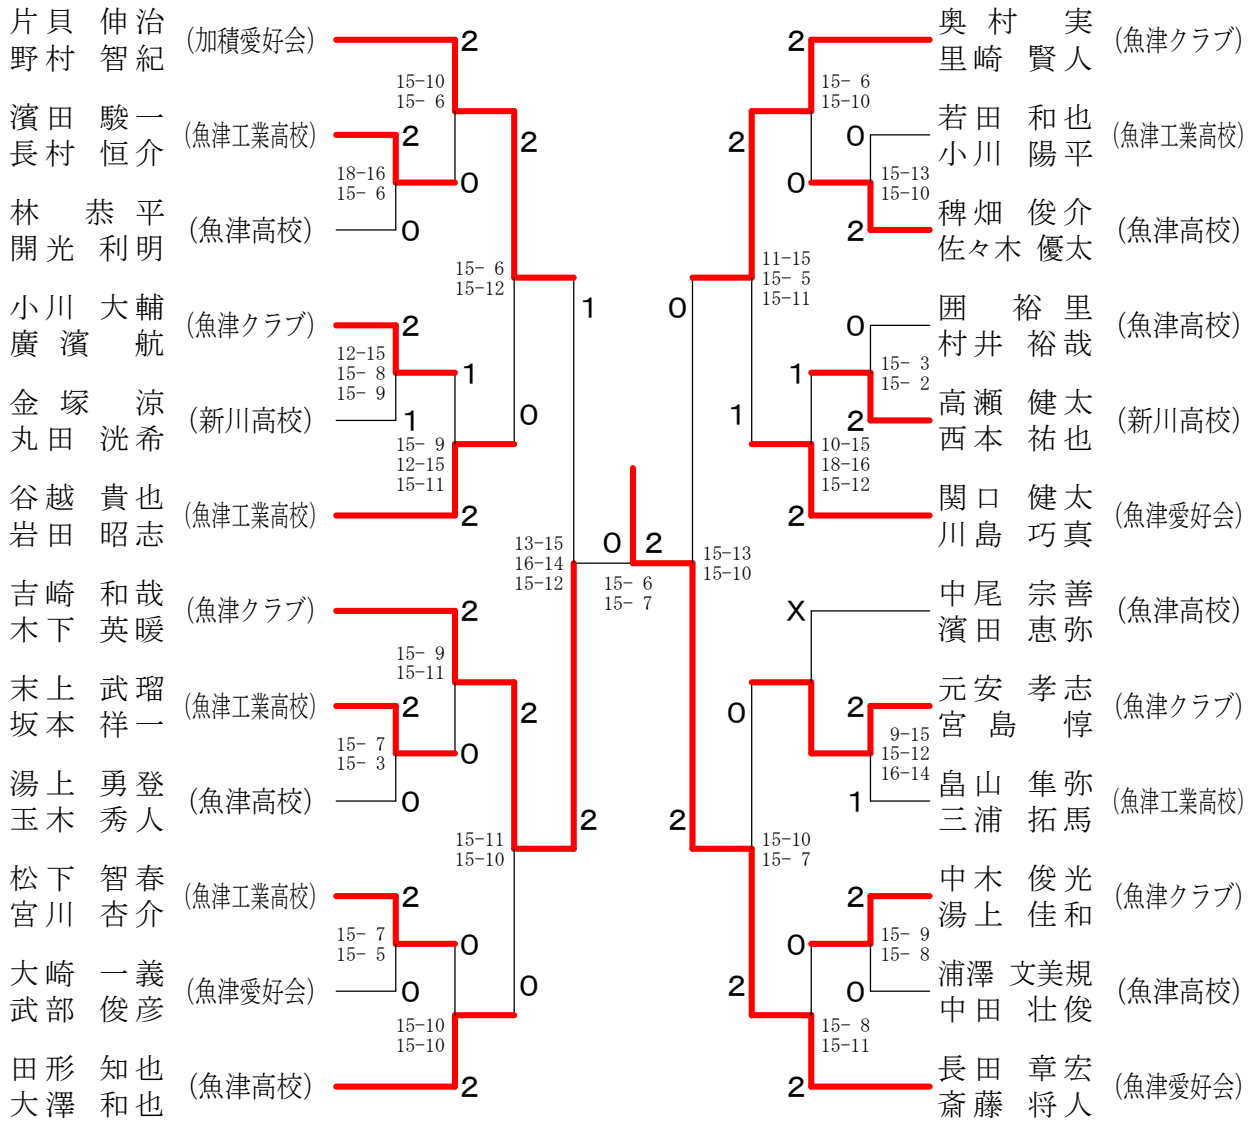 片貝 伸治
野村 智紀
(加積愛好会)
2
15-10
15- 6
濱田 駿一
長村 恒介
(魚津工業高校)
2
18-16
15- 6
0
林 恭平
開光 利明
(魚津高校)
0
2
15- 6
15-12
小川 大輔
廣濱 航
(魚津クラブ)
2
12-15
15- 8
15- 9
1
金塚 涼
丸田 洸希
(新川高校)
1
0
15- 9
12-15
15-11
谷越 貴也
岩田 昭志
(魚津工業高校)
2
1
13-15
16-14
15-12
吉崎 和哉
木下 英暖
(魚津クラブ)
2
15- 9
15-11
末上 武瑠
坂本 祥一
(魚津工業高校)
2
15- 7
15- 3
0
湯上 勇登
玉木 秀人
(魚津高校)
0
2
15-11
15-10
2
松下 智春
宮川 杏介
(魚津工業高校)
2
15- 7
15- 5
0
大崎 一義
武部 俊彦
(魚津愛好会)
0
0
15-10
15-10
田形 知也
大澤 和也
(魚津高校)
2
0 2
15- 6
15- 7
奥村 実
里崎 賢人
(魚津クラブ)
2
15- 6
15-10
若田 和也
小川 陽平
(魚津工業高校)
0
15-13
15-10
0
稗畑 俊介
佐々木 優太
(魚津高校)
2
2
11-15
15- 5
15-11
囲 裕里
村井 裕哉
(魚津高校)
0
15- 3
15- 2
1
高瀬 健太
西本 祐也
(新川高校)
2
1
10-15
18-16
15-12
関口 健太
川島 巧真
(魚津愛好会)
2
0
15-13
15-10
中尾 宗善
濱田 恵弥
(魚津高校)
X
元安 孝志
宮島 惇
(魚津クラブ)
2
9-15
15-12
16-14
畠山 隼弥
三浦 拓馬
(魚津工業高校)
1
0
15-10
15- 7
2
中木 俊光
湯上 佳和
(魚津クラブ)
2
15- 9
15- 8
0
浦澤 文美規
中田 壮俊
(魚津高校)
0
2
15- 8
15-11
長田 章宏
斎藤 将人
(魚津愛好会)
2